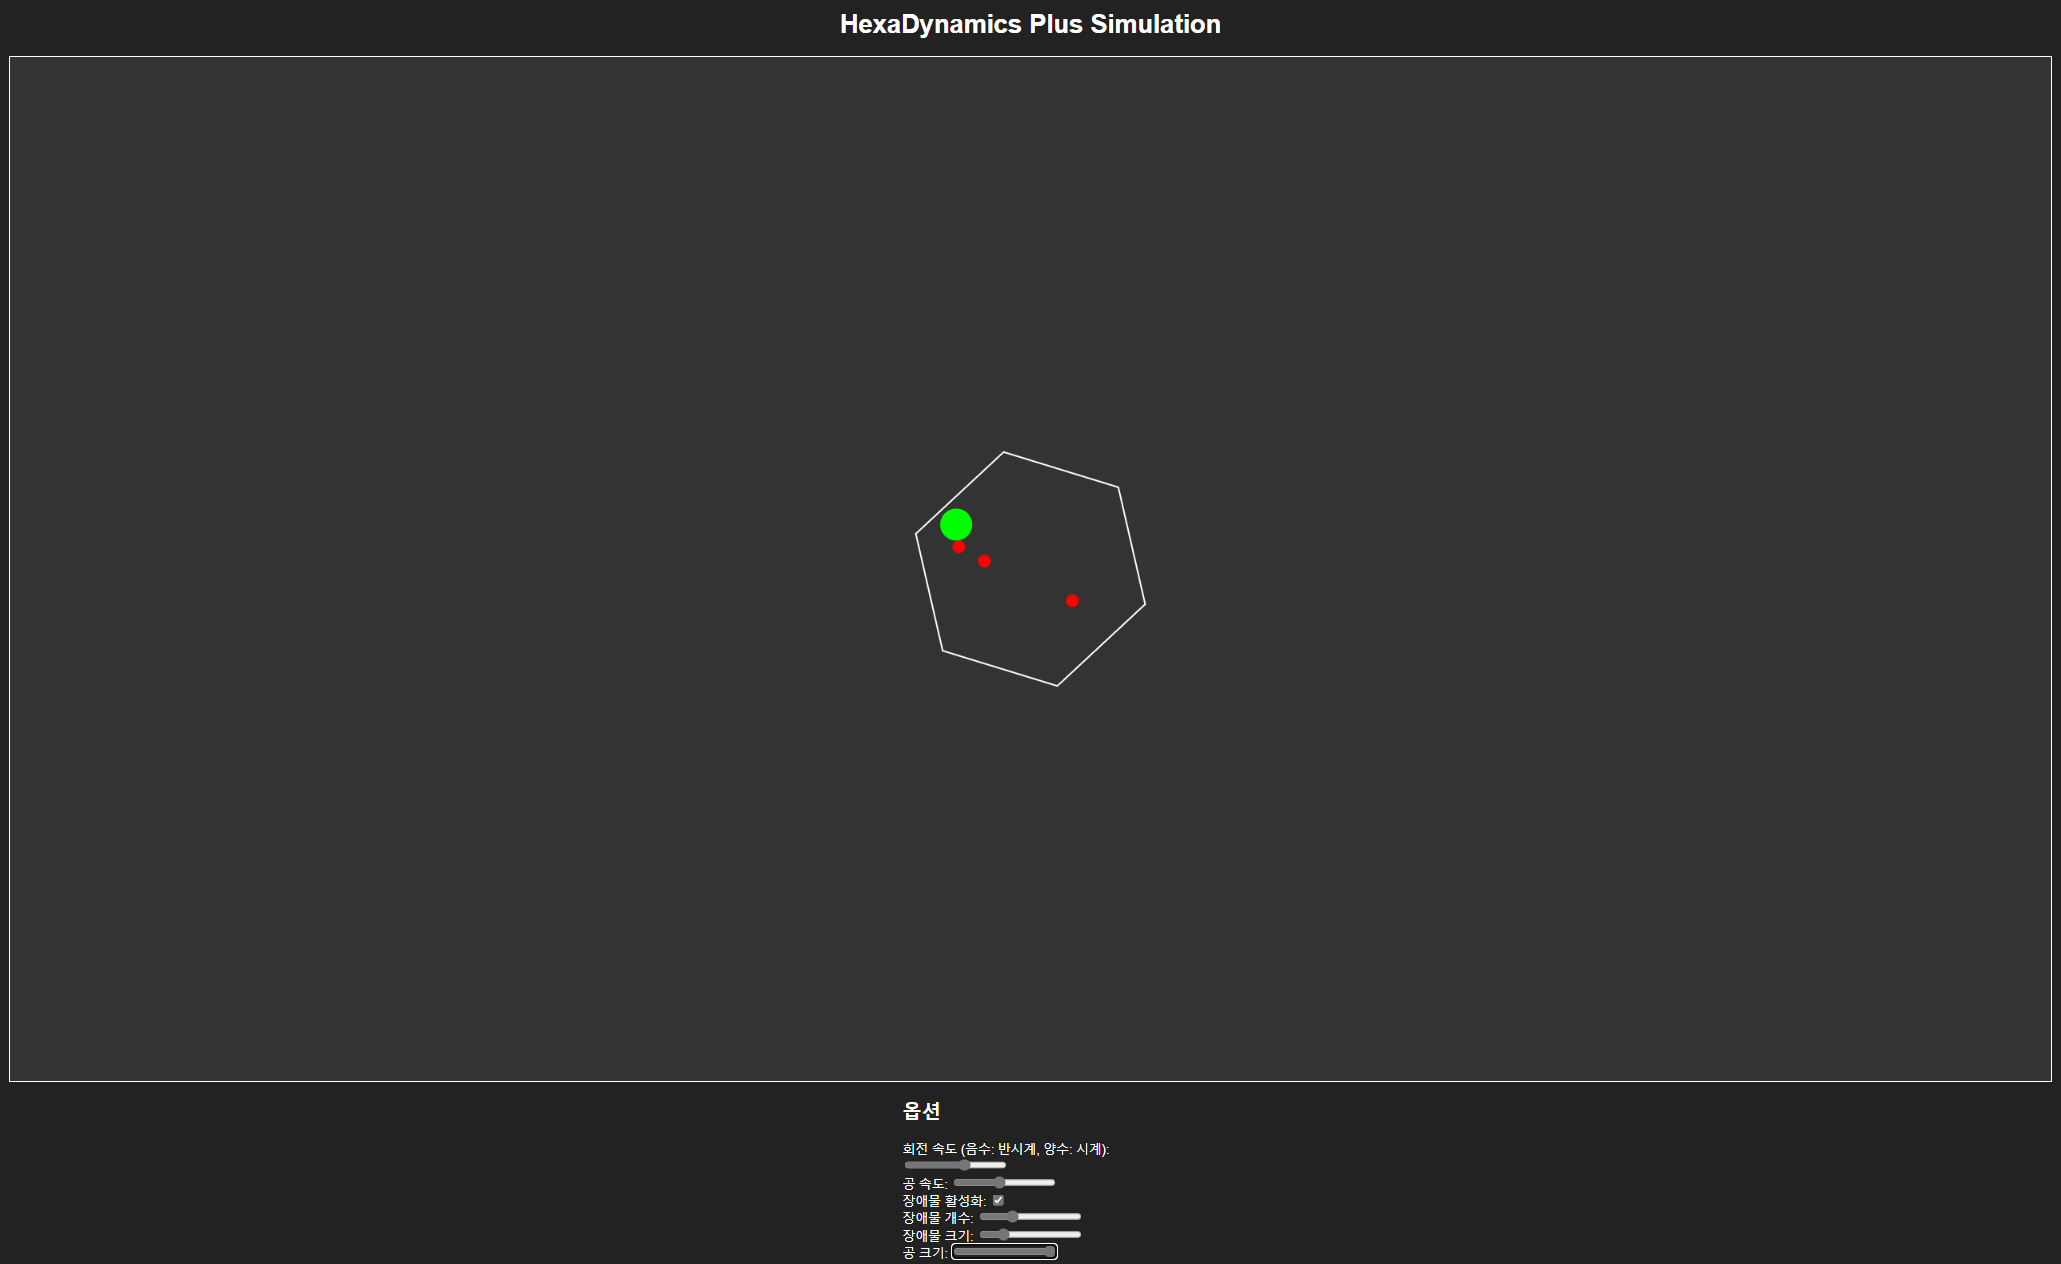 HexaDynamics Plus Simulation
옵션
회전 속도 (음수: 반시계, 양수: 시계):
공 속도:
장애물 활성화:
장애물 개수:
장애물 크기:
공 크기: